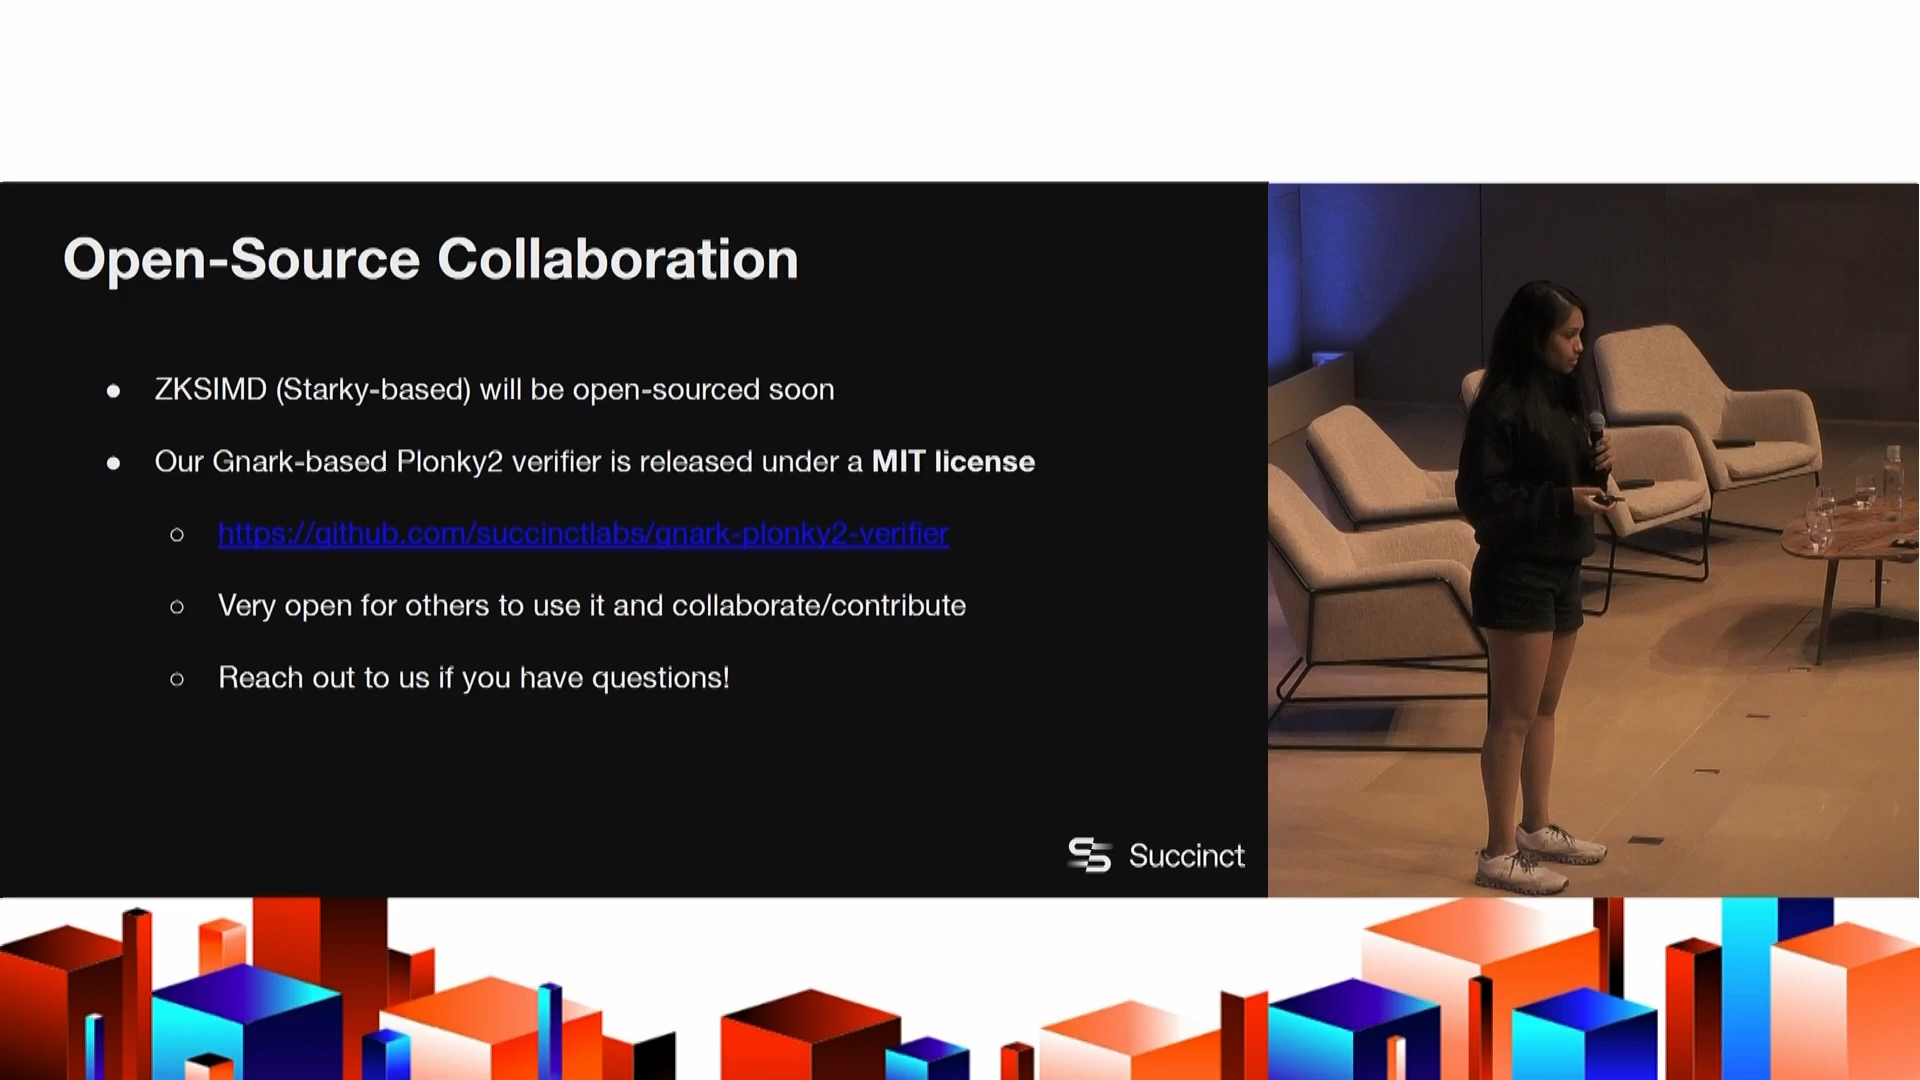 Open-Source Collaboration
● ZKSIMD (Starky-based) will be open-sourced soon
● Our Gnark-based Plonky2 verifier is released under a MIT license
○ https://github.com/succinctlabs/gnark-plonky2-verifier
○ Very open for others to use it and collaborate/contribute
○ Reach out to us if you have questions!
Succinct